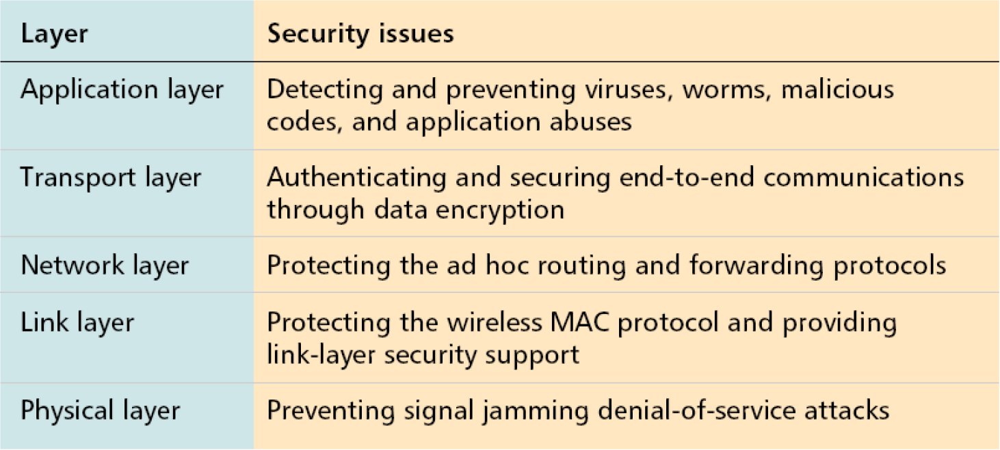 Layer Security issues
Application layer Detecting and preventing viruses, worms, malicious
codes, and application abuses
Transport layer Authenticating and securing end-to-end communications
through data encryption
Network layer Protecting the ad hoc routing and forwarding protocols
Link layer Protecting the wireless MAC protocol and providing
link-layer security support
Physical layer Preventing signal jamming denial-of-service attacks